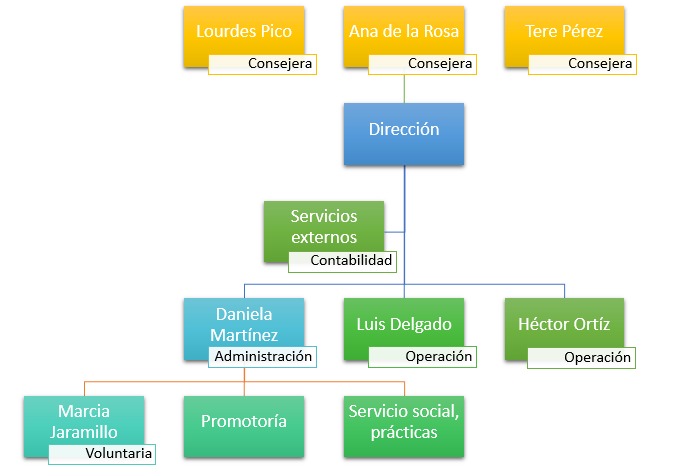 Lourdes Pico
Consejera
Ana de la Rosa
Consejera
Tere Pérez
Consejera
Dirección
Servicios
externos
Contabilidad
Daniela
Martínez
Administración
Luis Delgado
Operación
Héctor Ortíz
Operación
Marcia
Jaramillo
Voluntaria
Promotoría
Servicio social,
prácticas